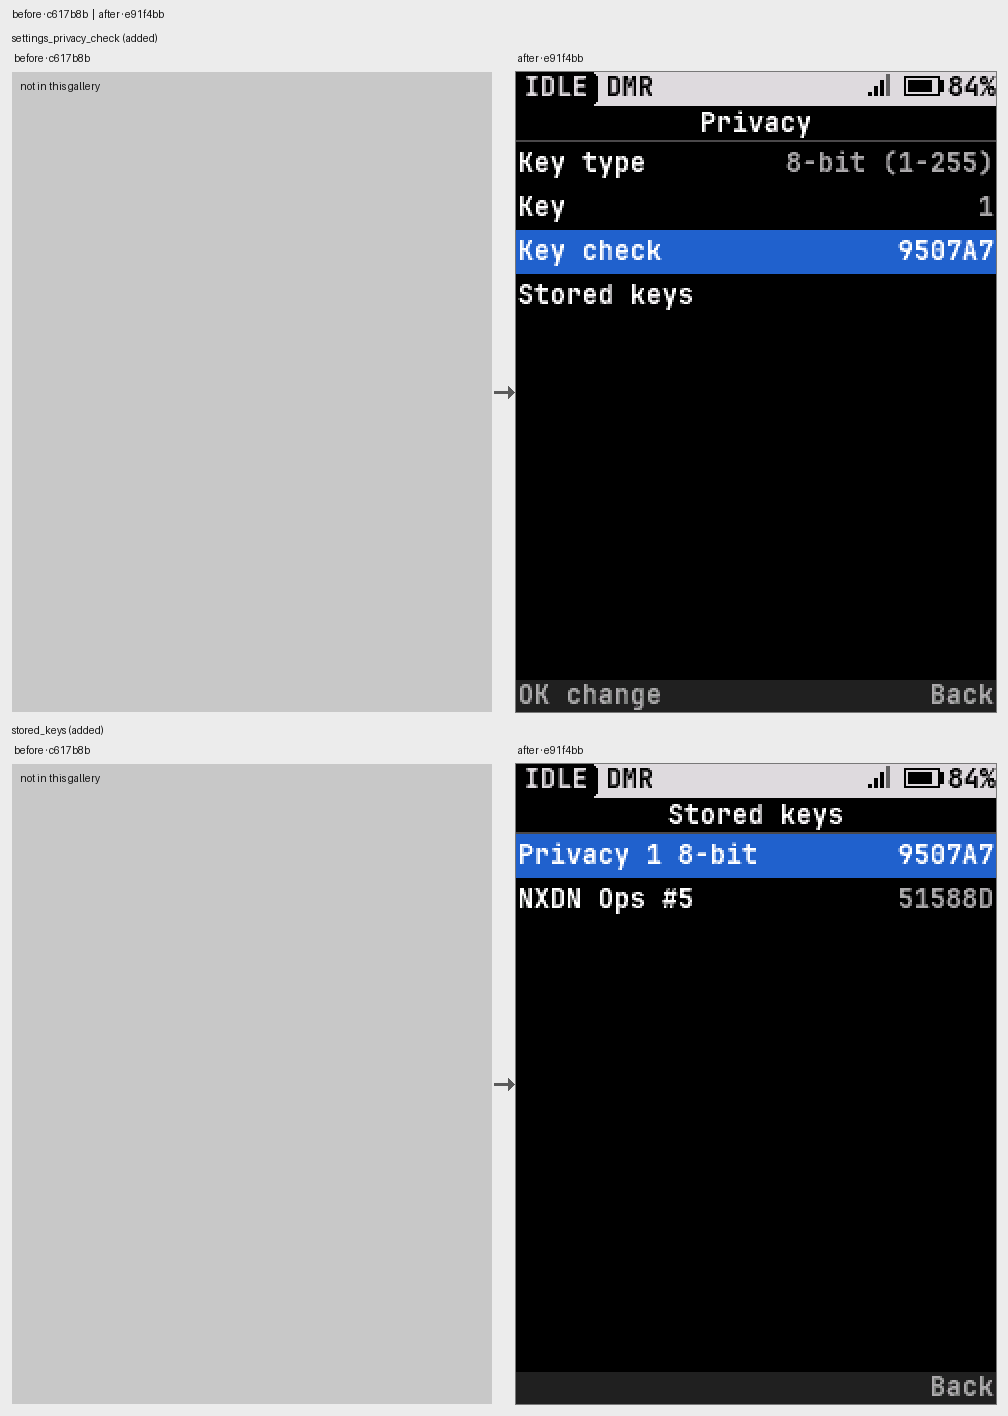 before · c617b8b | after · e91f4bb
settings_privacy_check (added)
before · c617b8b
after · e91f4bb
not in this gallery
IDLE DMR 84%
Privacy
Key type 8-bit (1-255)
Key 1
Key check 9507A7
Stored keys
OK change Back
stored_keys (added)
before · c617b8b
after · e91f4bb
not in this gallery
IDLE DMR 84%
Stored keys
Privacy 1 8-bit 9507A7
NXDN Ops #5 51588D
Back